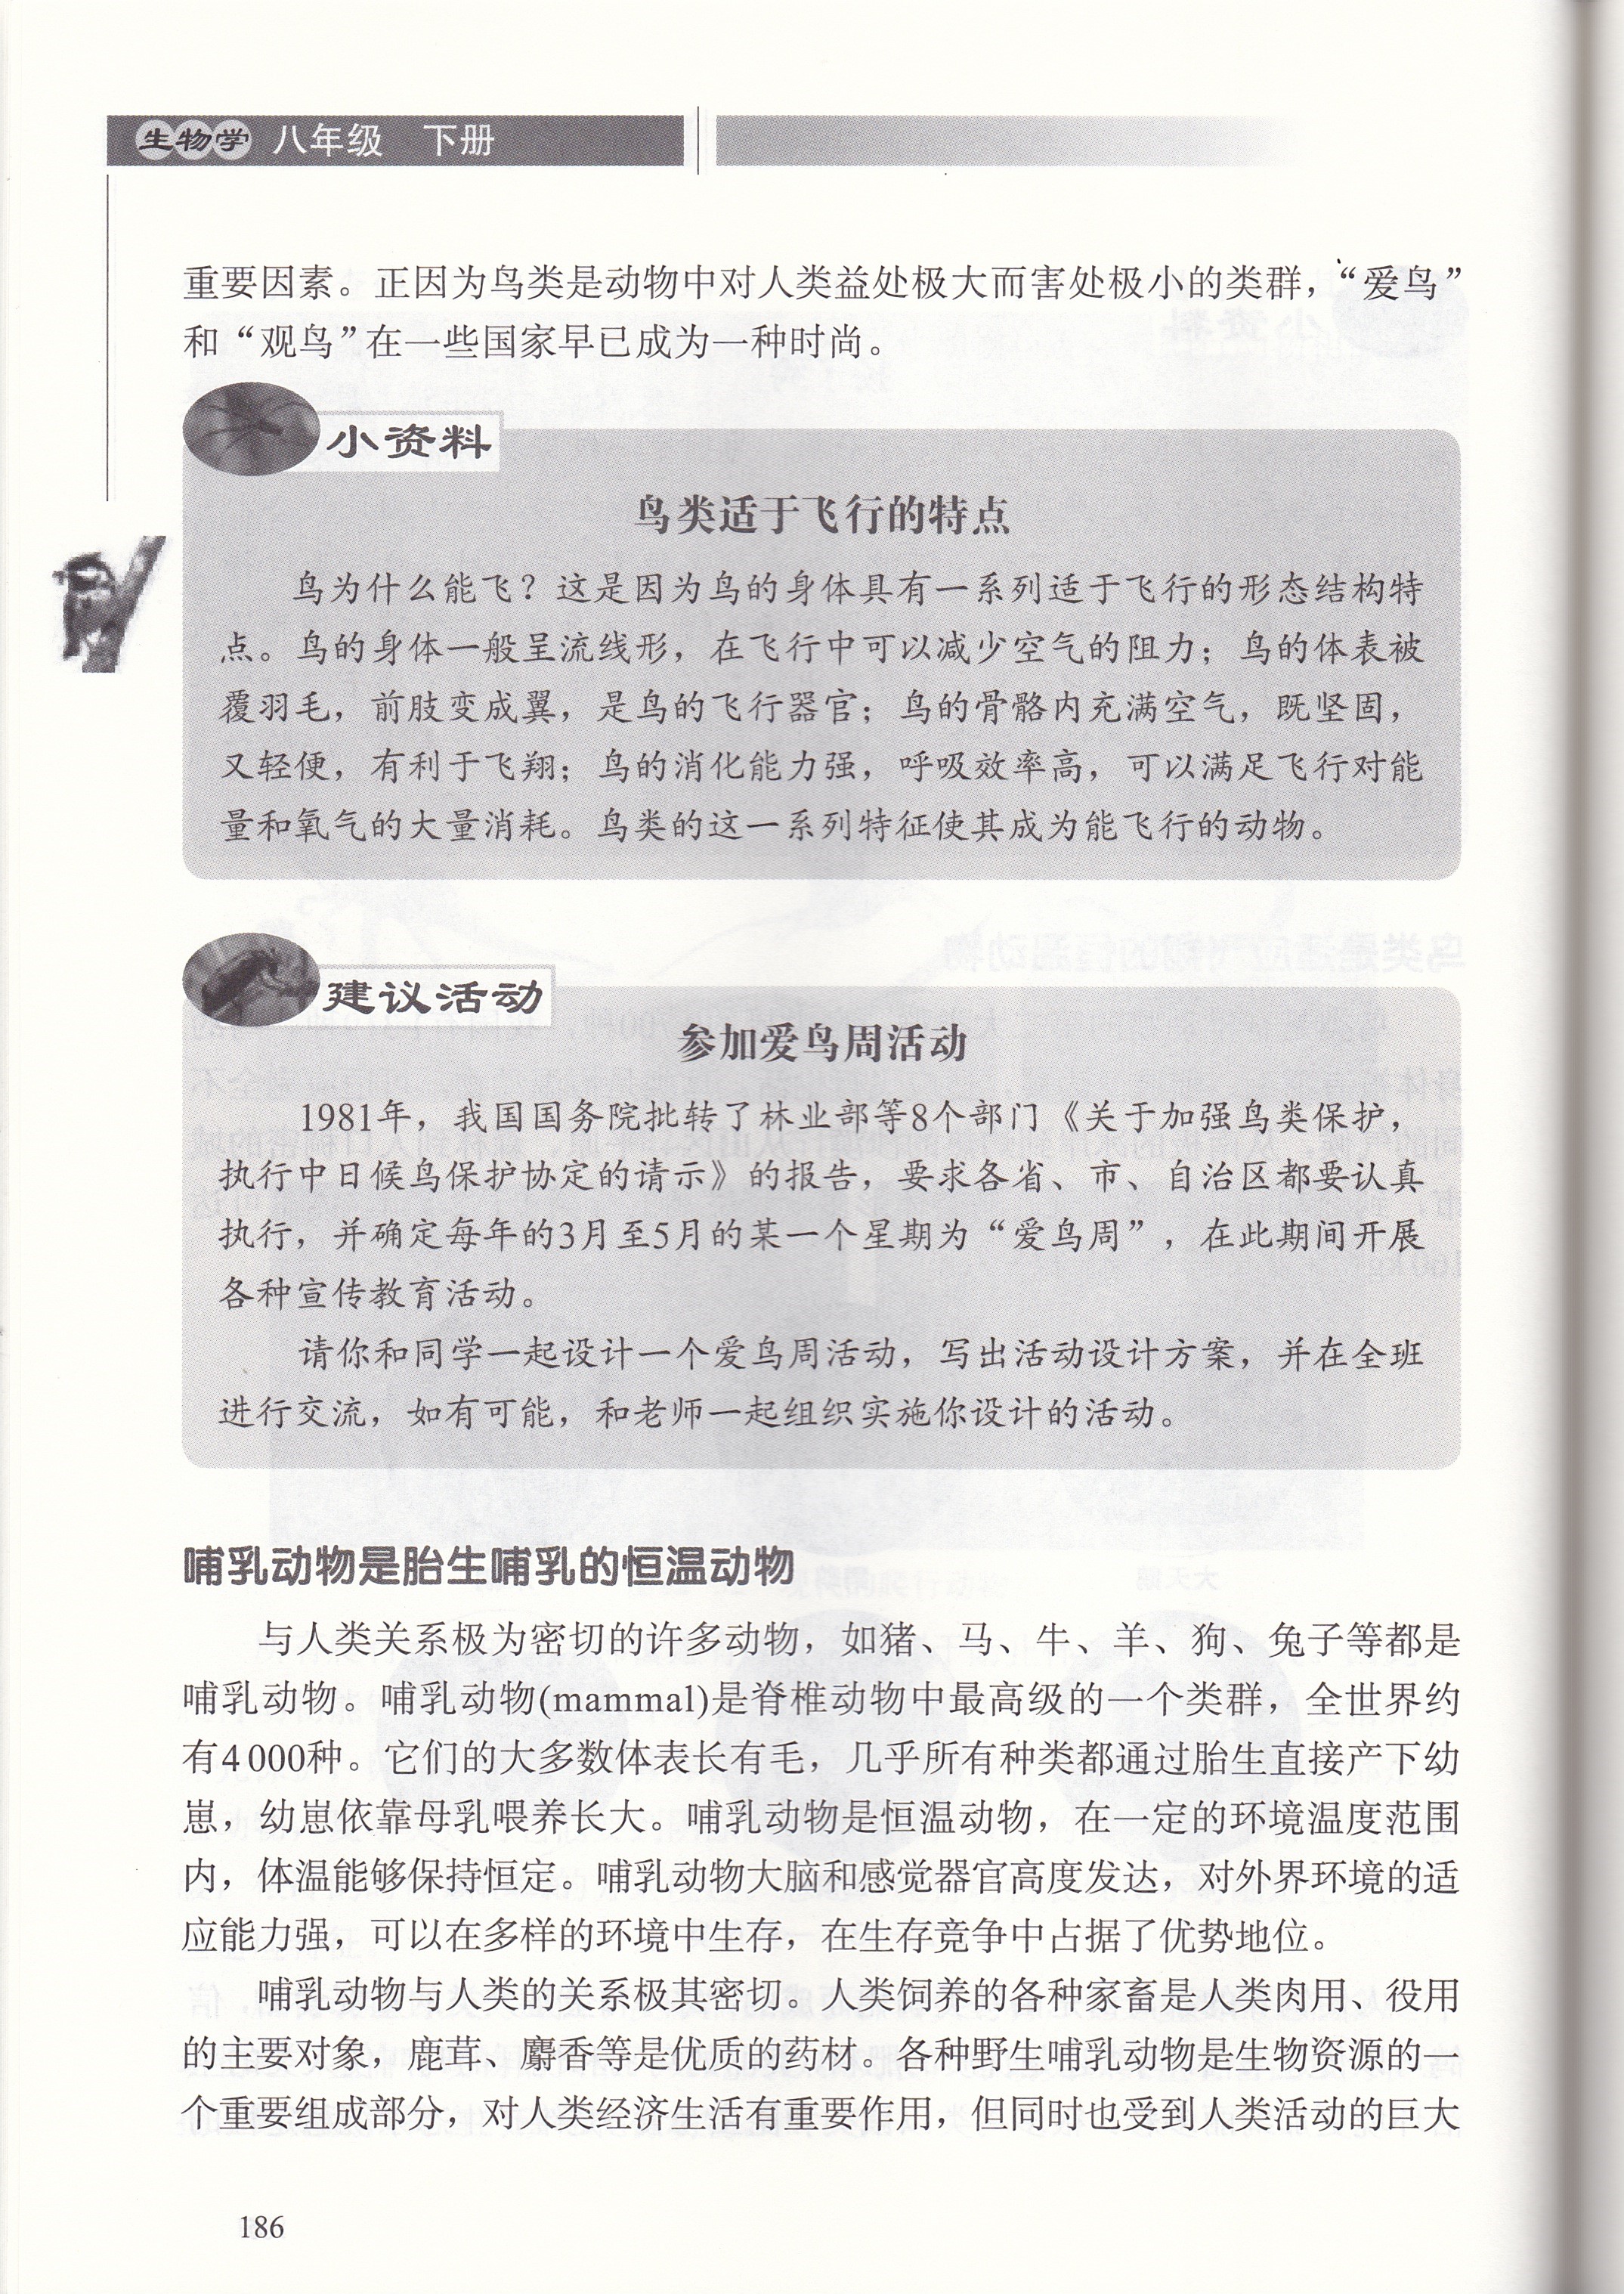 生物学 八年级 下册
重要因素。正因为鸟类是动物中对人类益处极大而害处极小的类群，“爱鸟”
和“观鸟”在一些国家早已成为一种时尚。
小资料
鸟类适于飞行的特点
鸟为什么能飞？这是因为鸟的身体具有一系列适于飞行的形态结构特
点。鸟的身体一般呈流线形，在飞行中可以减少空气的阻力；鸟的体表被
覆羽毛，前肢变成翼，是鸟的飞行器官；鸟的骨骼内充满空气，既坚固，
又轻便，有利于飞翔；鸟的消化能力强，呼吸效率高，可以满足飞行对能
量和氧气的大量消耗。鸟类的这一系列特征使其成为能飞行的动物。
建议活动
参加爱鸟周活动
1981年，我国国务院批转了林业部等8个部门《关于加强鸟类保护，
执行中日候鸟保护协定的请示》的报告，要求各省、市、自治区都要认真
执行，并确定每年的3月至5月的某一个星期为“爱鸟周”，在此期间开展
各种宣传教育活动。
请你和同学一起设计一个爱鸟周活动，写出活动设计方案，并在全班
进行交流，如有可能，和老师一起组织实施你设计的活动。
哺乳动物是胎生哺乳的恒温动物
与人类关系极为密切的许多动物，如猪、马、牛、羊、狗、兔子等都是
哺乳动物。哺乳动物(mammal)是脊椎动物中最高级的一个类群，全世界约
有4 000种。它们的大多数体表长有毛，几乎所有种类都通过胎生直接产下幼
崽，幼崽依靠母乳喂养长大。哺乳动物是恒温动物，在一定的环境温度范围
内，体温能够保持恒定。哺乳动物大脑和感觉器官高度发达，对外界环境的适
应能力强，可以在多样的环境中生存，在生存竞争中占据了优势地位。
哺乳动物与人类的关系极其密切。人类饲养的各种家畜是人类肉用、役用
的主要对象，鹿茸、麝香等是优质的药材。各种野生哺乳动物是生物资源的一
个重要组成部分，对人类经济生活有重要作用，但同时也受到人类活动的巨大
186